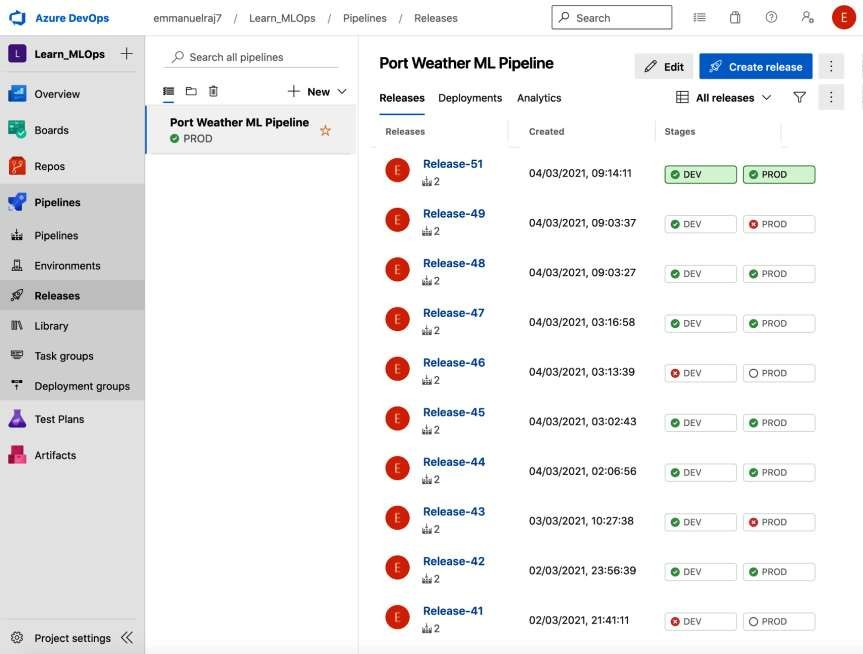 Azure DevOps
emmanuelraj7 / Learn_MLOps / Pipelines / Releases
Search
E
L Learn_MLOps
Overview
Boards
Repos
Pipelines
Pipelines
Environments
Releases
Library
Task groups
Deployment groups
Test Plans
Artifacts
Project settings
Search all pipelines
New
Port Weather ML Pipeline
PROD
Port Weather ML Pipeline
Edit
Create release
Releases Deployments Analytics
All releases
Releases Created Stages
E Release-51 04/03/2021, 09:14:11 DEV PROD
2
E Release-49 04/03/2021, 09:03:37 DEV PROD
2
E Release-48 04/03/2021, 09:03:27 DEV PROD
2
E Release-47 04/03/2021, 03:16:58 DEV PROD
2
E Release-46 04/03/2021, 03:13:39 DEV PROD
2
E Release-45 04/03/2021, 03:02:43 DEV PROD
2
E Release-44 04/03/2021, 02:06:56 DEV PROD
2
E Release-43 03/03/2021, 10:27:38 DEV PROD
2
E Release-42 02/03/2021, 23:56:39 DEV PROD
2
E Release-41 02/03/2021, 21:41:11 DEV PROD
2